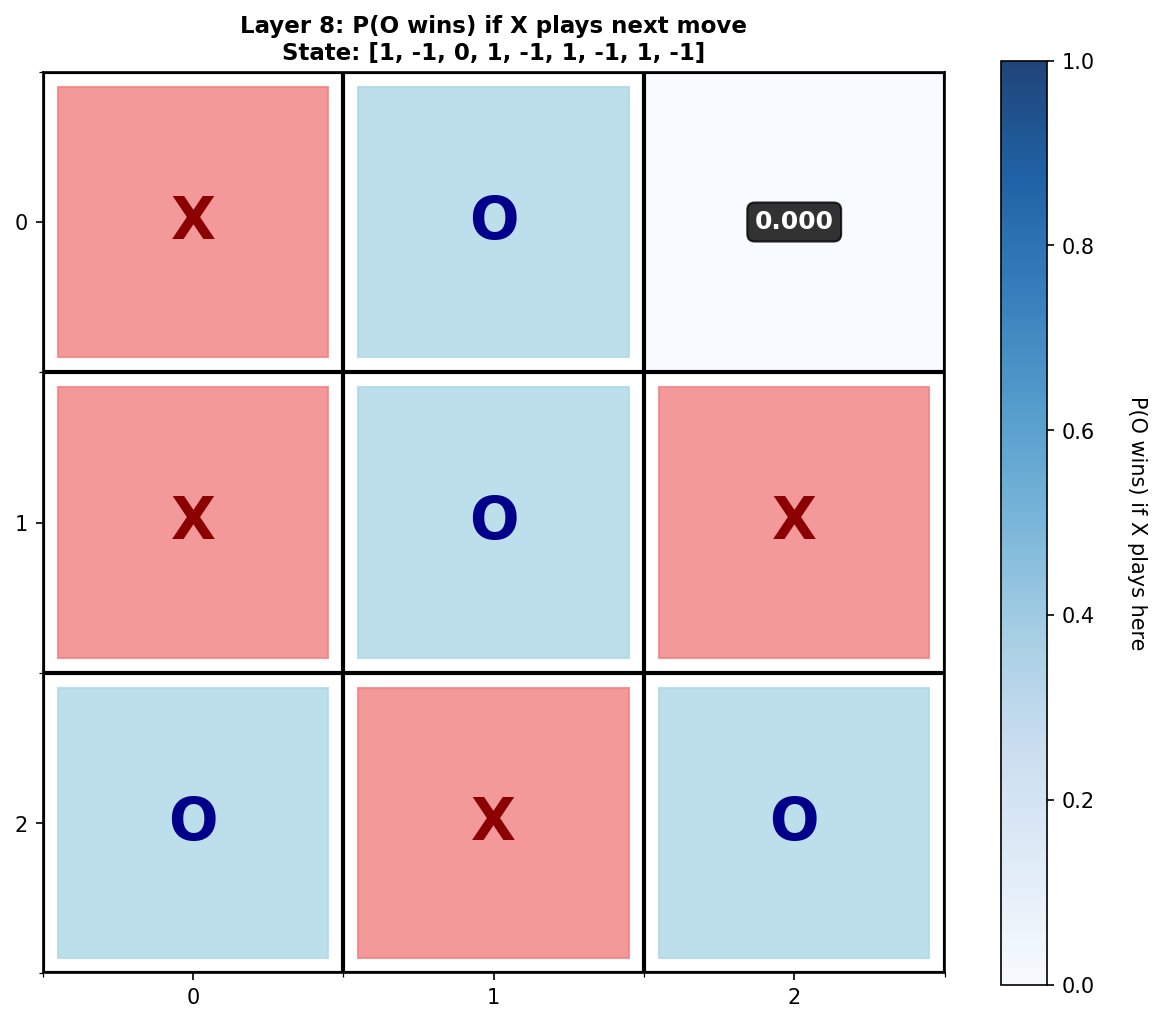 Layer 8: P(O wins) if X plays next move
State: [1, -1, 0, 1, -1, 1, -1, 1, -1]
1.0
0.8
0.6
0.4
0.2
0.0
P(O wins) if X plays here
0
X
O
0.000
1
X
O
X
2
O
X
O
0
1
2